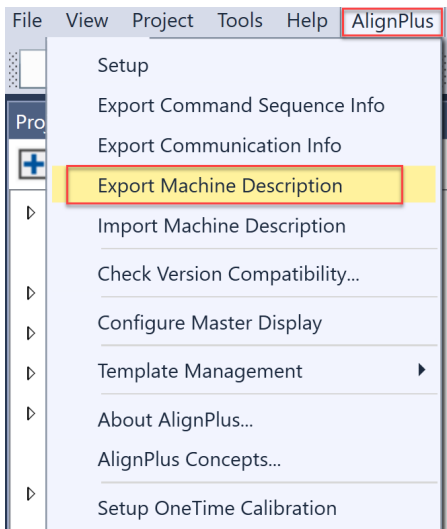 File View Project Tools Help AlignPlus
Setup
Export Command Sequence Info
Pro
Export Communication Info
Export Machine Description
Import Machine Description
Check Version Compatibility...
Configure Master Display
Template Management
About AlignPlus...
AlignPlus Concepts...
Setup OneTime Calibration